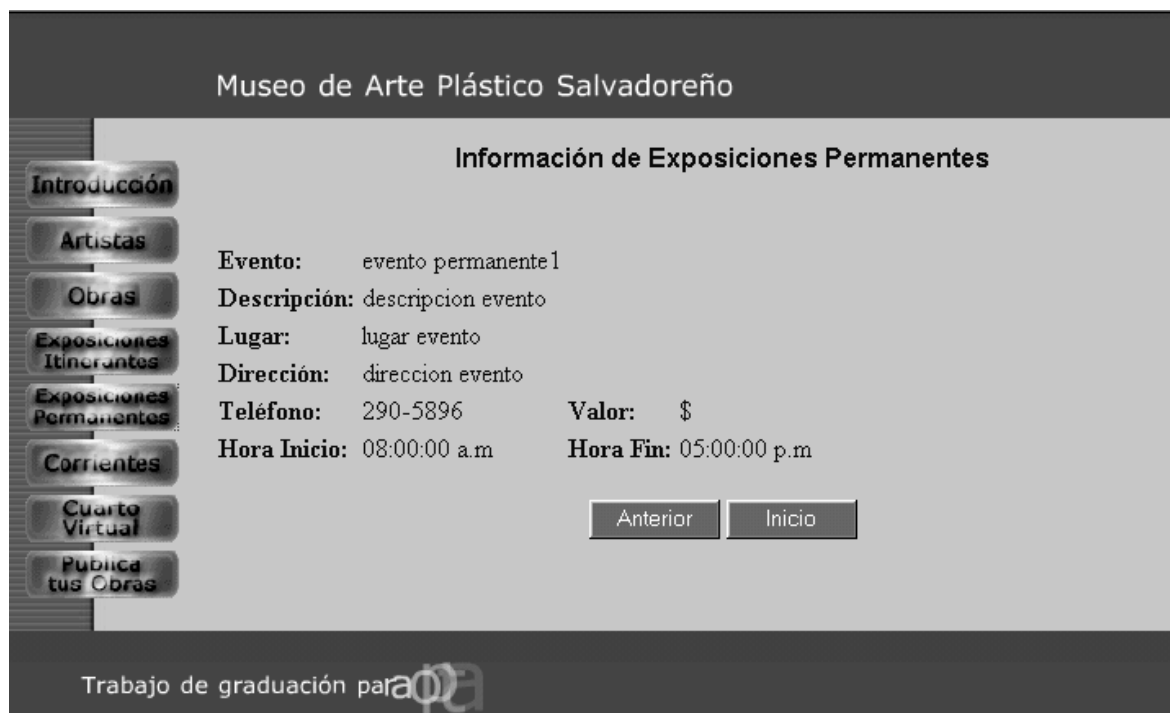 Museo de Arte Plástico Salvadoreño
Información de Exposiciones Permanentes
Introducción
Artistas
Obras
Exposiciones
Itinerantes
Exposiciones
Permanentes
Corrientes
Cuarto
Virtual
Publica
tus Obras
Evento: evento permanente1
Descripción: descripcion evento
Lugar: lugar evento
Dirección: direccion evento
Teléfono: 290-5896 Valor: $
Hora Inicio: 08:00:00 a.m Hora Fin: 05:00:00 p.m
Anterior Inicio
Trabajo de graduación para